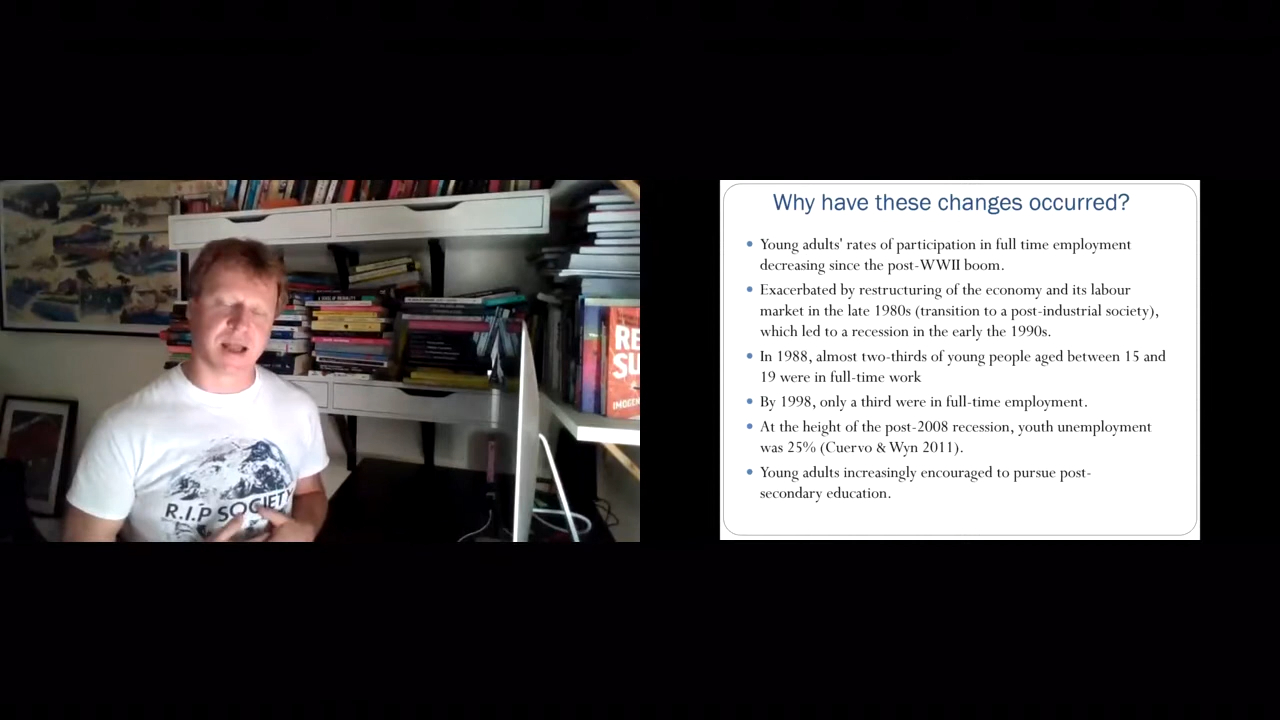 R.I.P SOCIETY
RE
SU
IMOGEN
Why have these changes occurred?
Young adults' rates of participation in full time employment
decreasing since the post-WWII boom.
Exacerbated by restructuring of the economy and its labour
market in the late 1980s (transition to a post-industrial society),
which led to a recession in the early the 1990s.
In 1988, almost two-thirds of young people aged between 15 and
19 were in full-time work
By 1998, only a third were in full-time employment.
At the height of the post-2008 recession, youth unemployment
was 25% (Cuervo & Wyn 2011).
Young adults increasingly encouraged to pursue post-
secondary education.